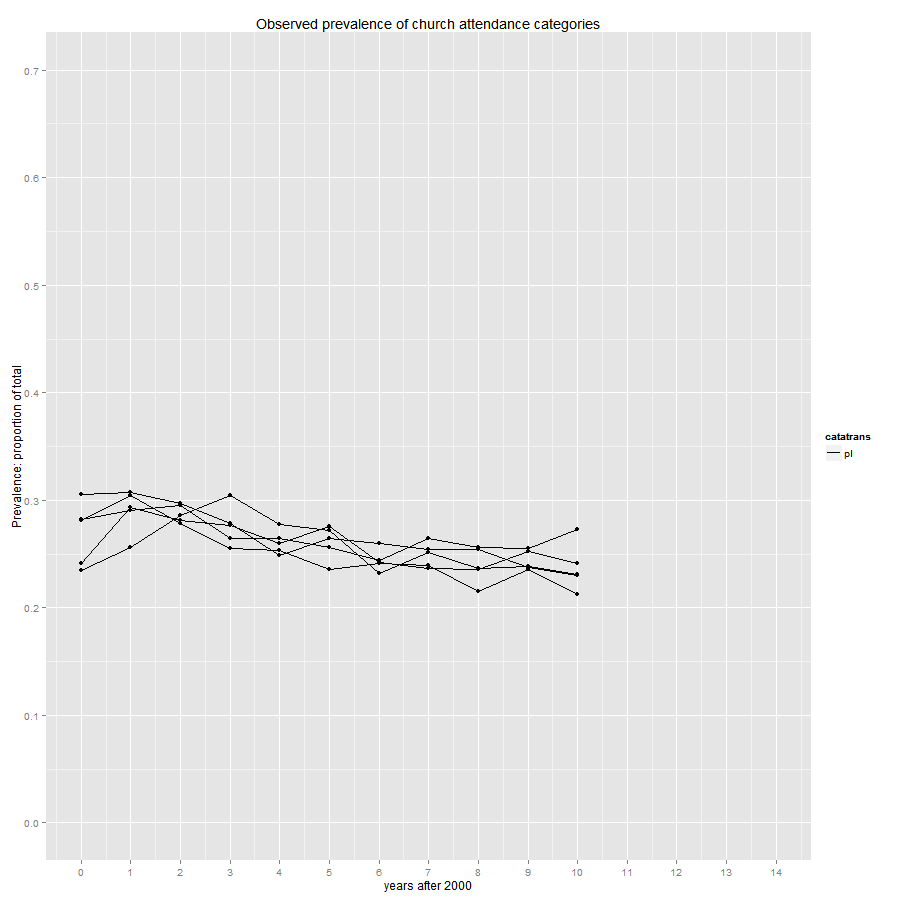 Observed prevalence of church attendance categories
Prevalence: proportion of total
0.7
0.6
0.5
0.4
0.3
0.2
0.1
0.0
0 1 2 3 4 5 6 7 8 9 10 11 12 13 14
years after 2000
catatrans
pl